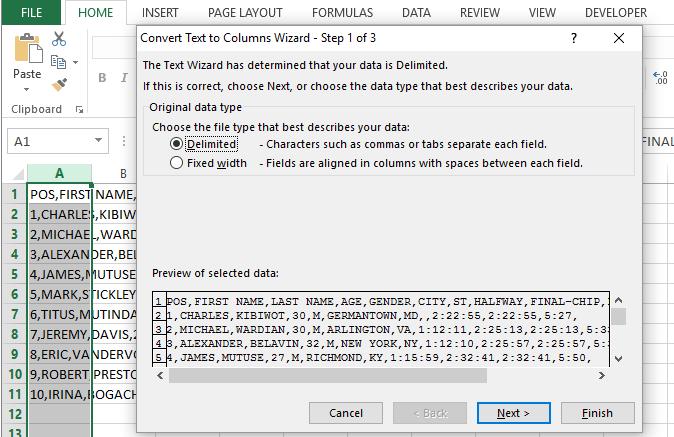 FILE HOME INSERT PAGE LAYOUT FORMULAS DATA REVIEW VIEW DEVELOPER
Convert Text to Columns Wizard - Step 1 of 3 ? ×
The Text Wizard has determined that your data is Delimited.
If this is correct, choose Next, or choose the data type that best describes your data.
Original data type
Choose the file type that best describes your data:
Delimited - Characters such as commas or tabs separate each field.
Fixed width - Fields are aligned in columns with spaces between each field.
Preview of selected data:
1 POS,FIRST NAME,LAST NAME,AGE,GENDER,CITY,ST,HALFWAY,FINAL-CHIP,
2 1,CHARLES,KIBIWOT,30,M,GERMANTOWN,MD,,2:22:55,2:22:55,5:27,
3 2,MICHAEL,WARDIAN,30,M,ARLINGTON,VA,1:12:11,2:25:13,2:25:13,5:33
4 3,ALEXANDER,BELAVIN,32,M,NEW YORK,NY,1:12:10,2:25:57,2:25:57,5:3
5 4,JAMES,MUTUSE,27,M,RICHMOND,KY,1:15:59,2:32:41,2:32:41,5:50,
Cancel < Back Next > Finish
Paste
B I
Clipboard
.00
.0
A1
FINAL
A B
1 POS,FIRST NAME,
2 1,CHARLES,KIBIW
3 2,MICHAEL,WARD
4 3,ALEXANDER,BEL
5 4,JAMES,MUTUSE
6 5,MARK,STICKLEY
7 6,TITUS,MUTINDA
8 7,JEREMY,DAVIS,2
9 8,ERIC,VANDERVO
10 9,ROBERT,PRESTO
11 10,IRINA,BOGACH
12
13